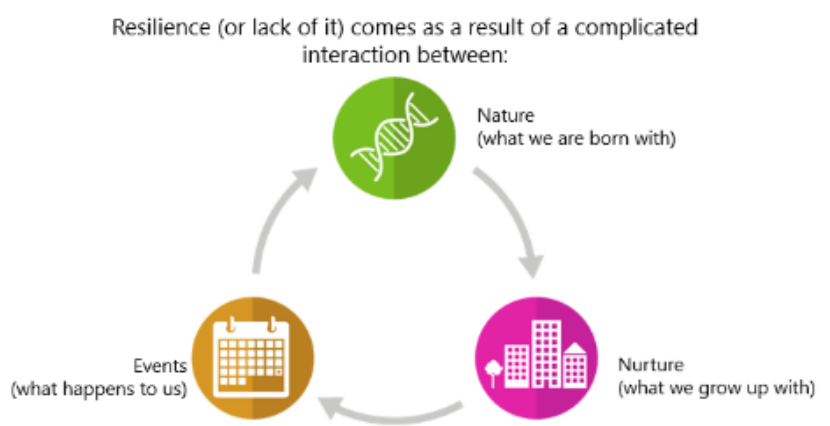 Resilience (or lack of it) comes as a result of a complicated
interaction between:
Nature
(what we are born with)
Events
(what happens to us)
Nurture
(what we grow up with)